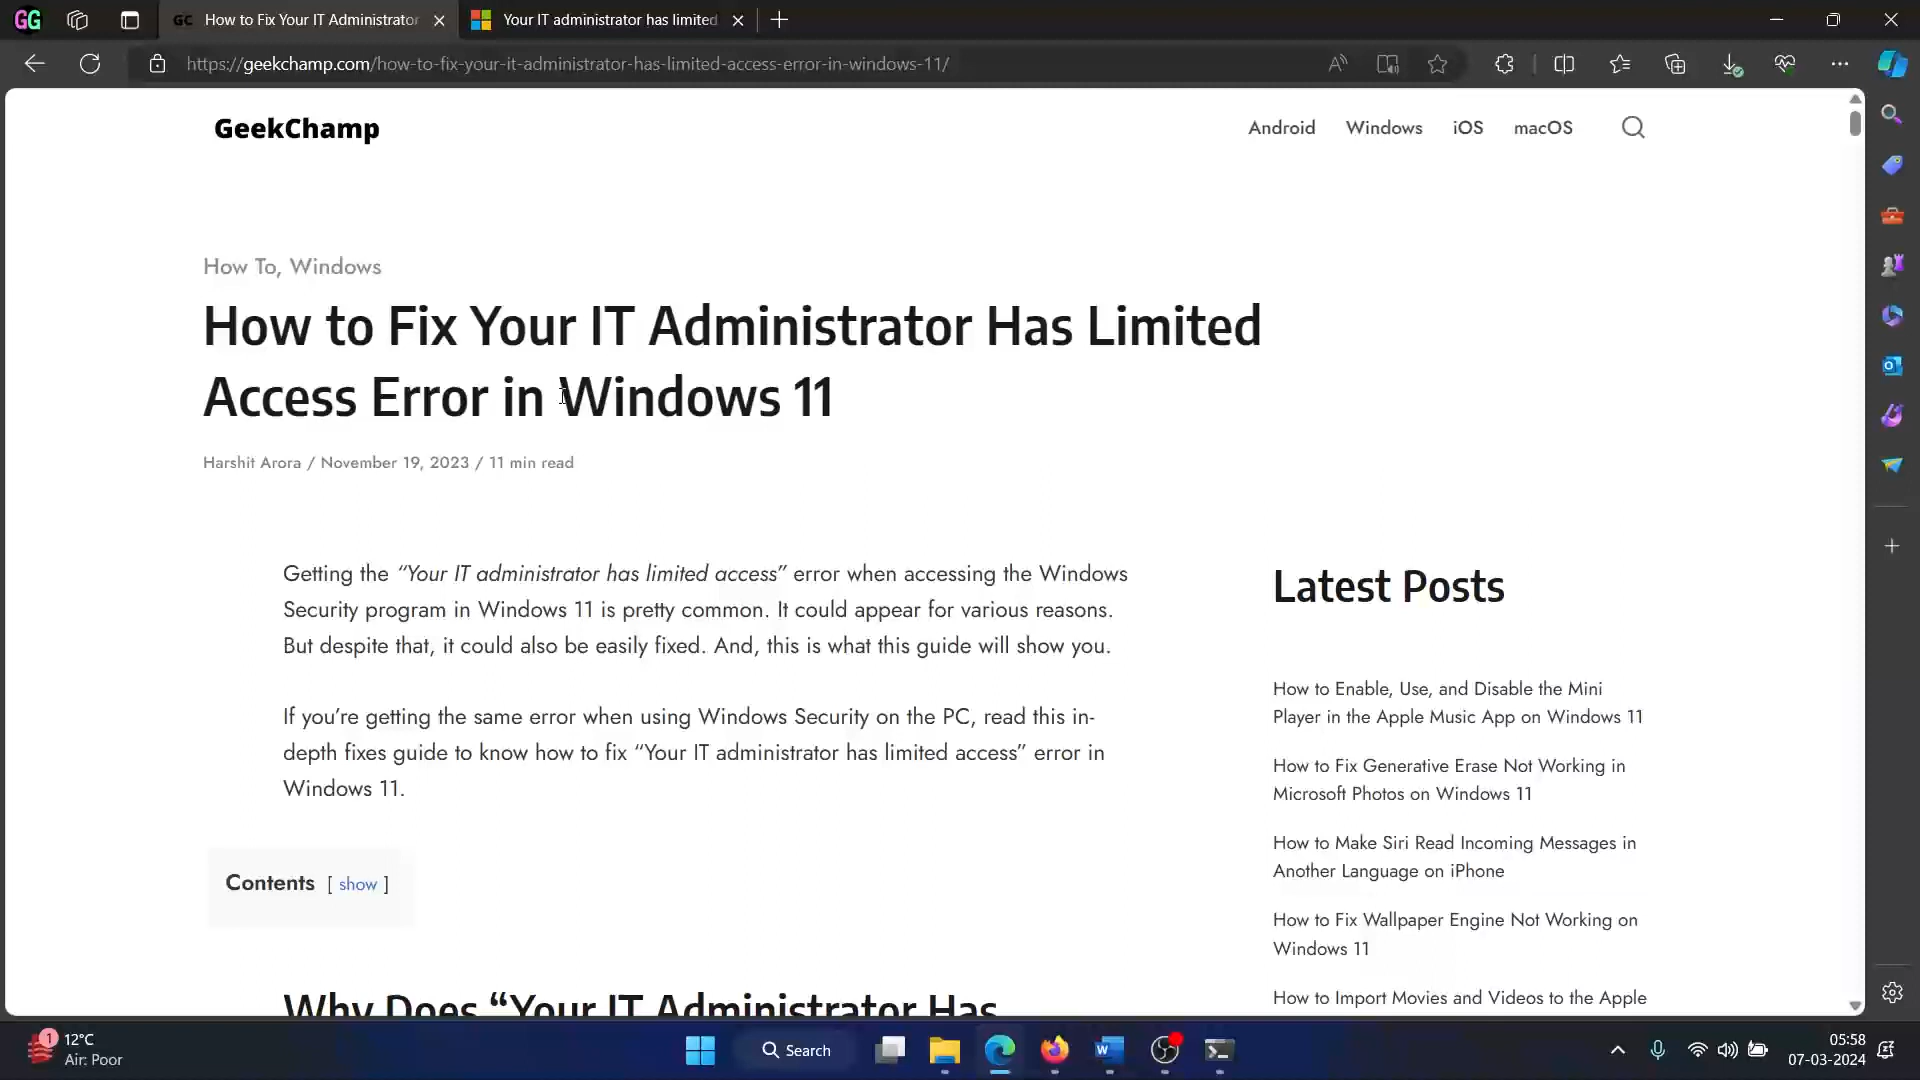 How to Fix Your IT Administrator
Your IT administrator has limited
https://geekchamp.com/how-to-fix-your-it-administrator-has-limited-access-error-in-windows-11/
GeekChamp
Android Windows iOS macOS
How To, Windows
How to Fix Your IT Administrator Has Limited
Access Error in Windows 11
Harshit Arora / November 19, 2023 / 11 min read
Getting the “Your IT administrator has limited access” error when accessing the Windows
Security program in Windows 11 is pretty common. It could appear for various reasons.
But despite that, it could also be easily fixed. And, this is what this guide will show you.
If you’re getting the same error when using Windows Security on the PC, read this in-
depth fixes guide to know how to fix “Your IT administrator has limited access” error in
Windows 11.
Contents [ show ]
Why Does “Your IT Administrator Has
Latest Posts
How to Enable, Use, and Disable the Mini
Player in the Apple Music App on Windows 11
How to Fix Generative Erase Not Working in
Microsoft Photos on Windows 11
How to Make Siri Read Incoming Messages in
Another Language on iPhone
How to Fix Wallpaper Engine Not Working on
Windows 11
How to Import Movies and Videos to the Apple
1
12°C
Air: Poor
Search
05:58
07-03-2024